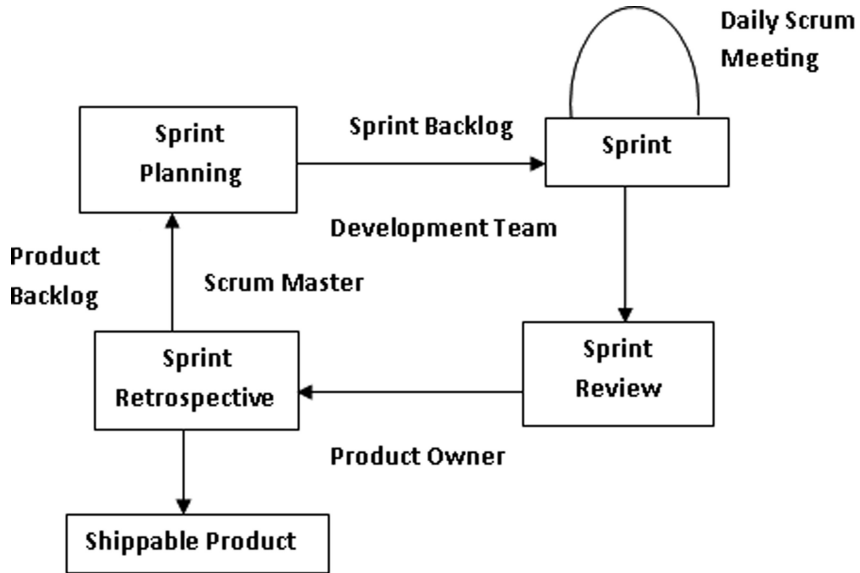 Daily Scrum
Meeting
Sprint
Planning
Sprint Backlog
Sprint
Development Team
Product
Backlog
Scrum Master
Sprint
Retrospective
Sprint
Review
Product Owner
Shippable Product